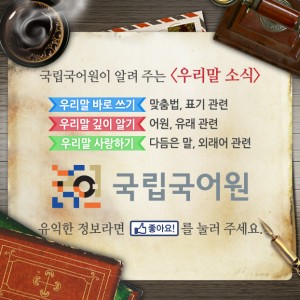 국립국어원이 알려 주는 <우리말 소식>
우리말 바로 쓰기 맞춤법, 표기 관련
우리말 깊이 알기 어원, 유래 관련
우리말 사랑하기 다듬은 말, 외래어 관련
국립국어원
유익한 정보라면 좋아요! 를 눌러 주세요.